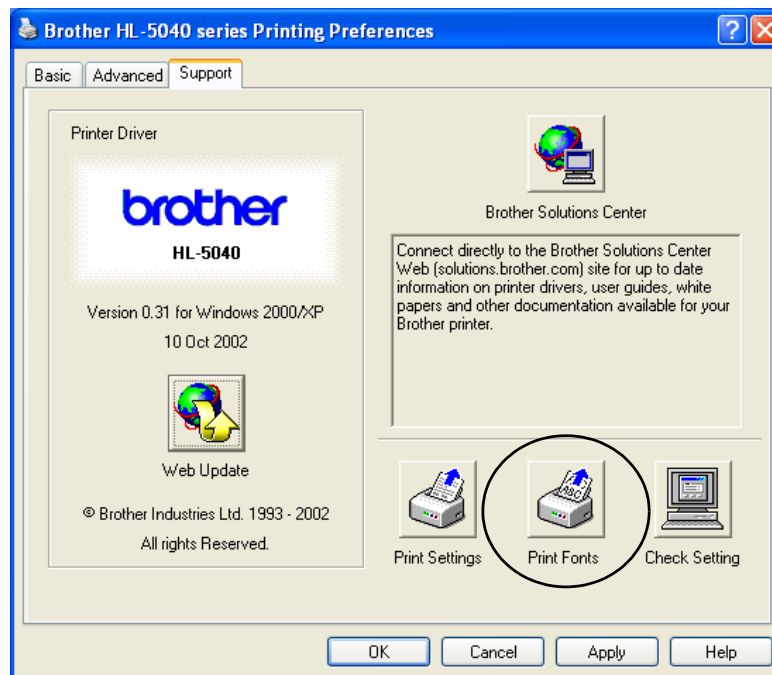 Brother HL-5040 series Printing Preferences
Basic
Advanced
Support
Printer Driver
brother
HL-5040
Version 0.31 for Windows 2000/XP
10 Oct 2002
Web Update
© Brother Industries Ltd. 1993 - 2002
All rights Reserved.
Brother Solutions Center
Connect directly to the Brother Solutions Center
Web (solutions.brother.com) site for up to date
information on printer drivers, user guides, white
papers and other documentation available for your
Brother printer.
ABC
Print Settings
Print Fonts
Check Setting
OK
Cancel
Apply
Help